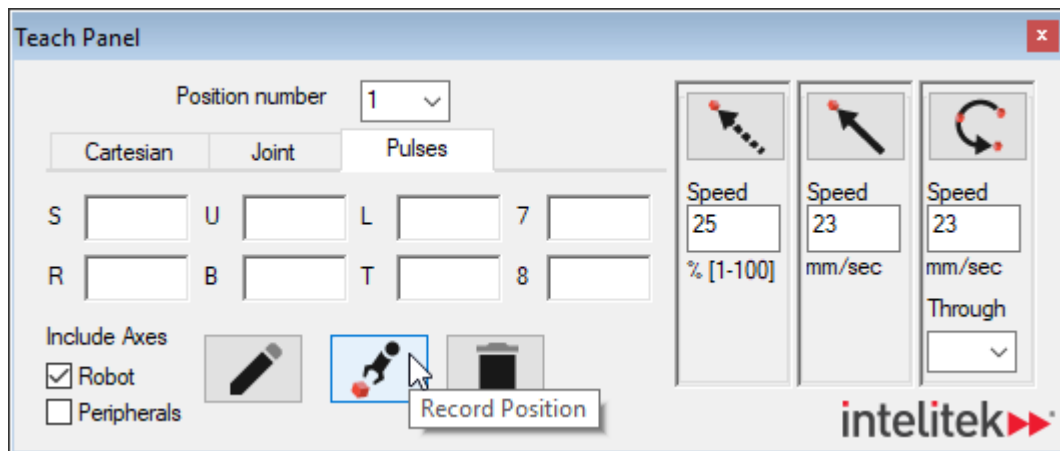 Teach Panel
x
Position number 1
Cartesian Joint Pulses
S U L 7
R B T 8
Include Axes
Robot
Peripherals
Record Position
Speed
25
% [1-100]
Speed
23
mm/sec
Speed
23
mm/sec
Through
intelitek